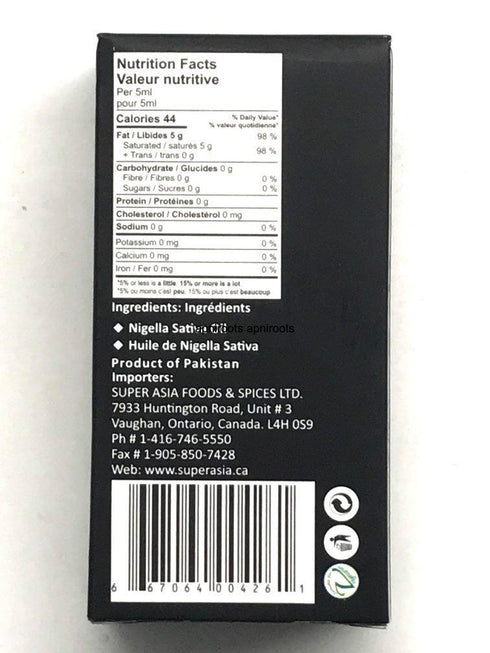 Nutrition Facts
Valeur nutritive
Per 5ml
pour 5ml
Calories 44 % Daily Value*
% valeur quotidienne*
Fat / Libides 5 g 98 %
Saturated / saturés 5 g
+ Trans / trans 0 g 98 %
Carbohydrate / Glucides 0 g
Fibre / Fibres 0 g 0 %
Sugars / Sucres 0 g 0 %
Protein / Protéines 0 g
Cholesterol / Cholestérol 0 mg
Sodium 0 g 0 %
Potassium 0 mg 0 %
Calcium 0 mg 0 %
Iron / Fer 0 mg 0 %
*5% or less is a little. 15% or more is a lot
*5% ou moins c'est peu. 15% ou plus c'est beaucoup
Ingredients: Ingrédients
apniroots apniroots
◆ Nigella Sativa
◆ Huile de Nigella Sativa
Product of Pakistan
Importers:
SUPER ASIA FOODS & SPICES LTD.
7933 Huntington Road, Unit # 3
Vaughan, Ontario, Canada. L4H 0S9
Ph # 1-416-746-5550
Fax # 1-905-850-7428
Web: www.superasia.ca
6 67064 00426 1